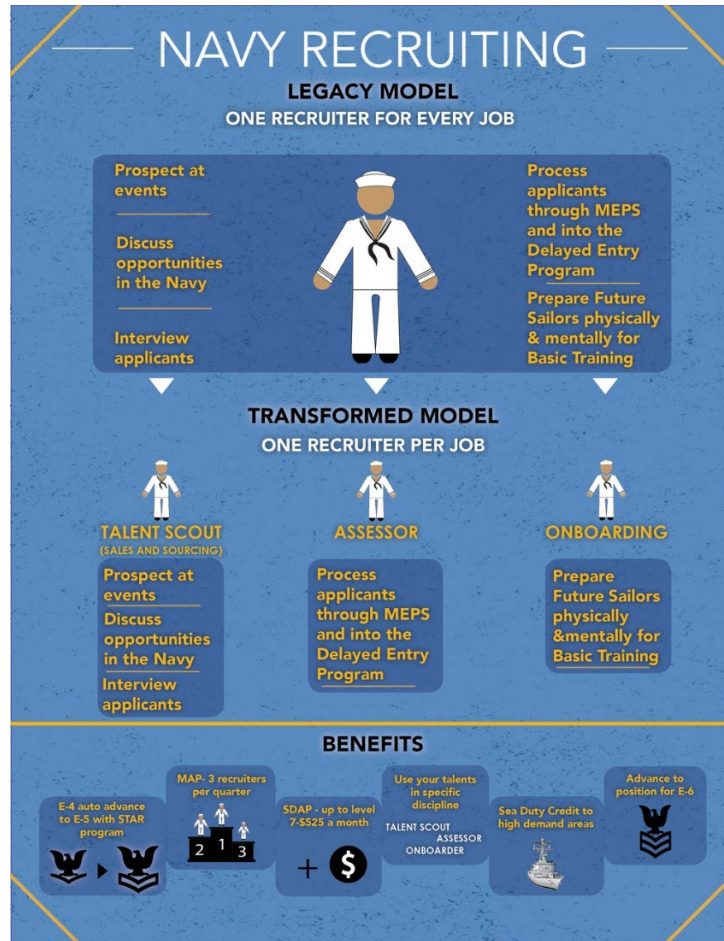 NAVY RECRUITING
LEGACY MODEL
ONE RECRUITER FOR EVERY JOB
Prospect at
events
Discuss
opportunities
in the Navy
Interview
applicants
Process
applicants
through MEPS
and into the
Delayed Entry
Program
Prepare Future
Sailors physically
& mentally for
Basic Training
TRANSFORMED MODEL
ONE RECRUITER PER JOB
TALENT SCOUT
(SALES AND SOURCING)
Prospect at
events
Discuss
opportunities
in the Navy
Interview
applicants
ASSESSOR
Process
applicants
through MEPS
and into the
Delayed Entry
Program
ONBOARDING
Prepare
Future Sailors
physically
&mentally for
Basic Training
BENEFITS
E-4 auto advance
to E-5 with STAR
program
MAP- 3 recruiters
per quarter
2 1 3
SDAP - up to level
7-$525 a month
+ $
Use your talents
in specific
discipline
TALENT SCOUT
ASSESSOR
ONBOARDER
Sea Duty Credit to
high demand areas
Advance to
position for E-6